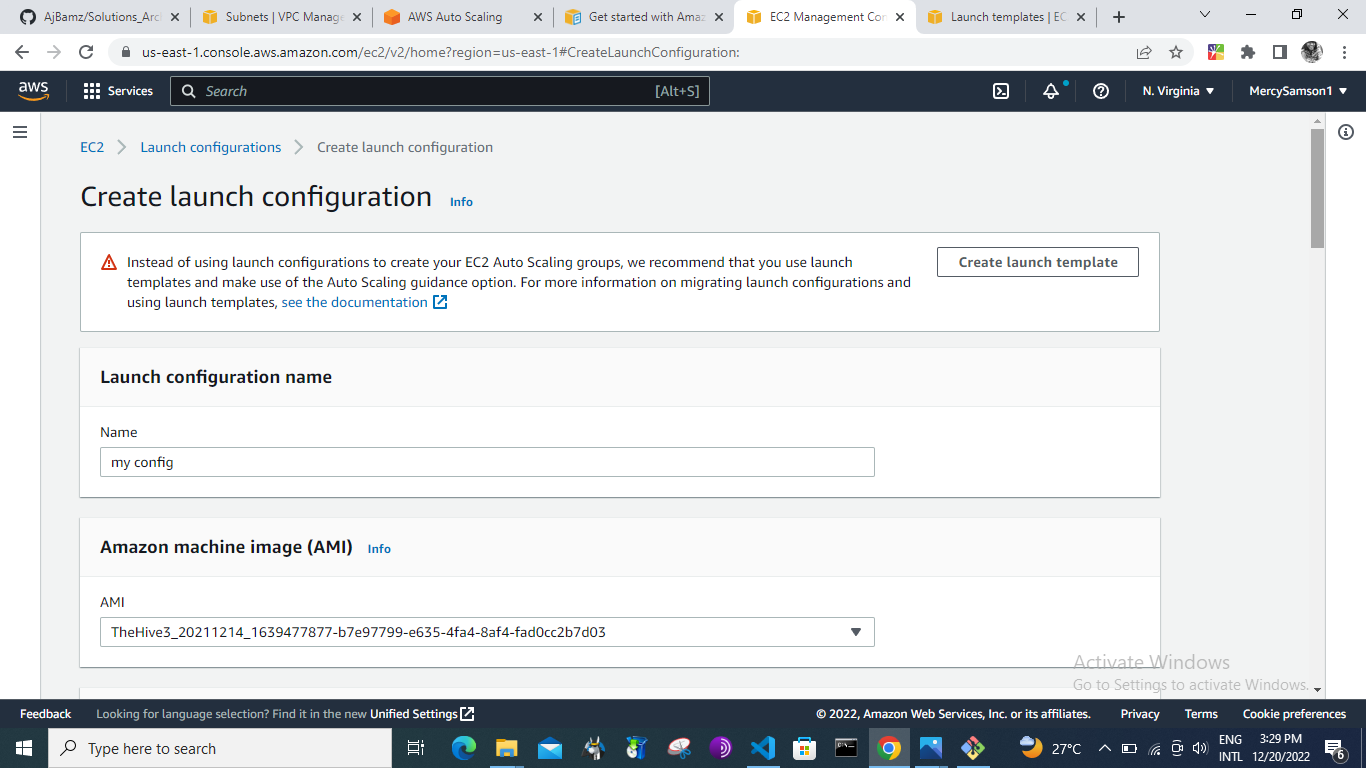 AjBamz/Solutions_Arc
Subnets | VPC Manage
AWS Auto Scaling
Get started with Amaz
EC2 Management Con
Launch templates | EC
us-east-1.console.aws.amazon.com/ec2/v2/home?region=us-east-1#CreateLaunchConfiguration:
aws
Services
Search
[Alt+S]
N. Virginia
MercySamson1
EC2
Launch configurations
Create launch configuration
Create launch configuration
Info
Instead of using launch configurations to create your EC2 Auto Scaling groups, we recommend that you use launch
templates and make use of the Auto Scaling guidance option. For more information on migrating launch configurations and
using launch templates, see the documentation
Create launch template
Launch configuration name
Name
my config
Amazon machine image (AMI)
Info
AMI
TheHive3_20211214_1639477877-b7e97799-e635-4fa4-8af4-fad0cc2b7d03
Activate Windows
Go to Settings to activate Windows.
Feedback
Looking for language selection? Find it in the new Unified Settings
© 2022, Amazon Web Services, Inc. or its affiliates.
Privacy
Terms
Cookie preferences
Type here to search
27°C
ENG
INTL
3:29 PM
12/20/2022
6